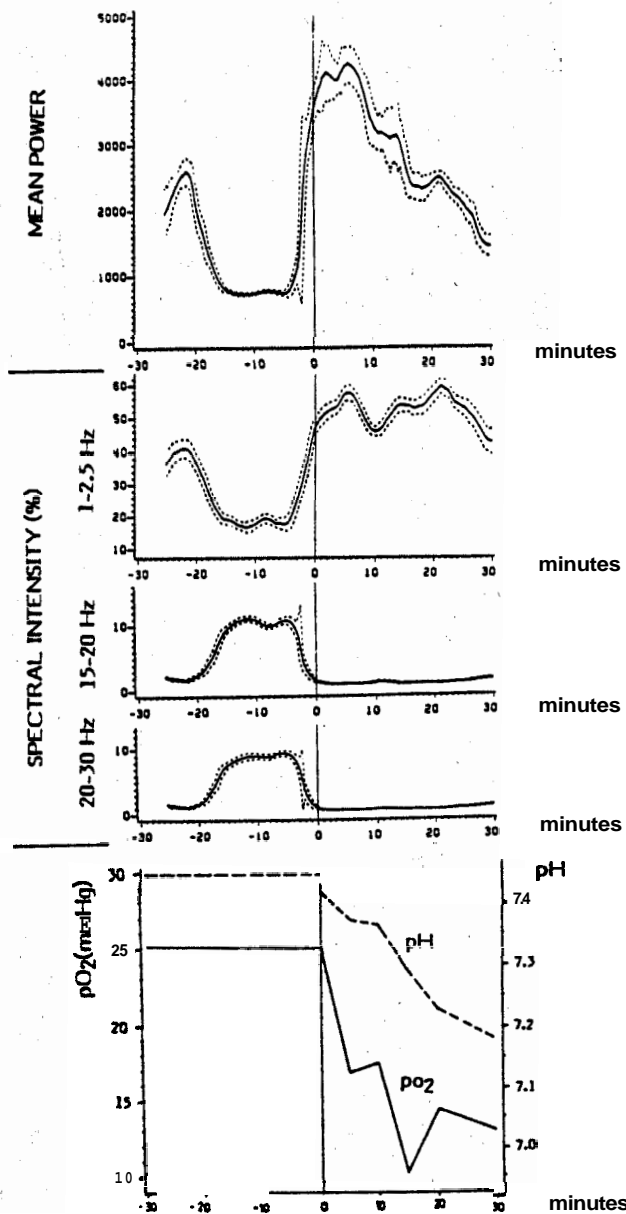 MEAN POWER
5000
4000
3000
2000
1000
0
-30 -20 -10 0 10 20 30
minutes
SPECTRAL INTENSITY (%)
1-2.5 Hz
60
50
40
30
20
10
-30 -20 -10 0 10 20 30
minutes
15-20 Hz
10
0
-30 -20 -10 0 10 20 30
minutes
20-30 Hz
10
0
-30 -20 -10 0 10 20 30
minutes
pO2(mmHg)
30
25
20
15
10
pH
7.4
7.3
7.2
7.1
7.0
pH
po2
-30 -20 -10 0 10 20 30
minutes